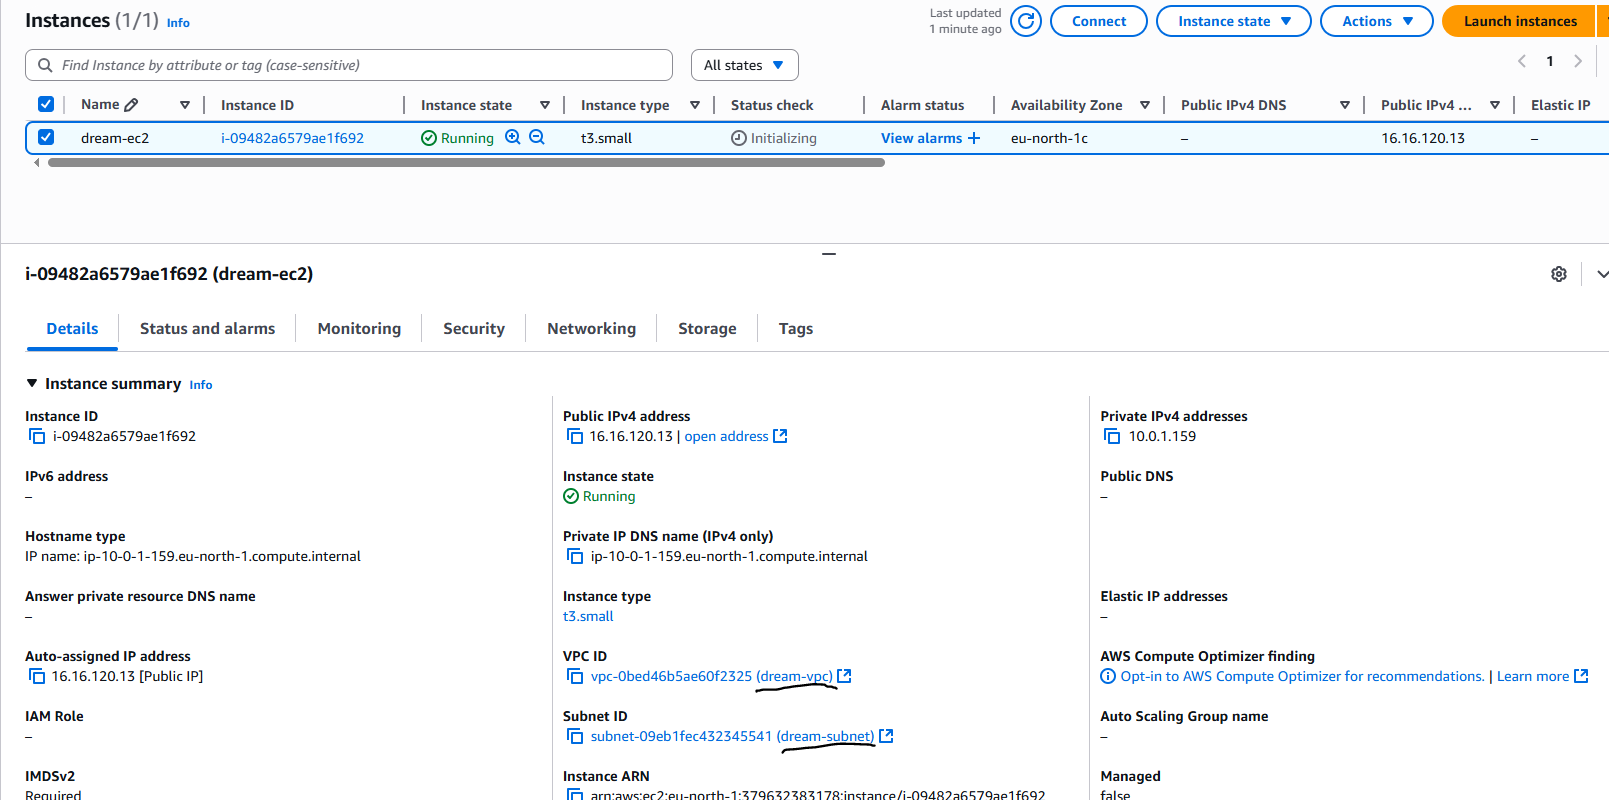 Instances (1/1) Info
Last updated
1 minute ago
Connect
Instance state
Actions
Launch instances
Find Instance by attribute or tag (case-sensitive)
All states
1
Name Instance ID Instance state Instance type Status check Alarm status Availability Zone Public IPv4 DNS Public IPv4 ... Elastic IP
dream-ec2 i-09482a6579ae1f692 Running t3.small Initializing View alarms + eu-north-1c – 16.16.120.13 –
i-09482a6579ae1f692 (dream-ec2)
Details Status and alarms Monitoring Security Networking Storage Tags
Instance summary Info
Instance ID
i-09482a6579ae1f692
Public IPv4 address
16.16.120.13 | open address
Private IPv4 addresses
10.0.1.159
IPv6 address
–
Instance state
Running
Public DNS
–
Hostname type
IP name: ip-10-0-1-159.eu-north-1.compute.internal
Private IP DNS name (IPv4 only)
ip-10-0-1-159.eu-north-1.compute.internal
Answer private resource DNS name
–
Instance type
t3.small
Elastic IP addresses
–
Auto-assigned IP address
16.16.120.13 [Public IP]
VPC ID
vpc-0bed46b5ae60f2325 (dream-vpc)
AWS Compute Optimizer finding
Opt-in to AWS Compute Optimizer for recommendations. | Learn more
IAM Role
–
Subnet ID
subnet-09eb1fec432345541 (dream-subnet)
Auto Scaling Group name
–
IMDSv2
Required
Instance ARN
arn:aws:ec2:eu-north-1:379632383178:instance/i-09482a6579ae1f692
Managed
false